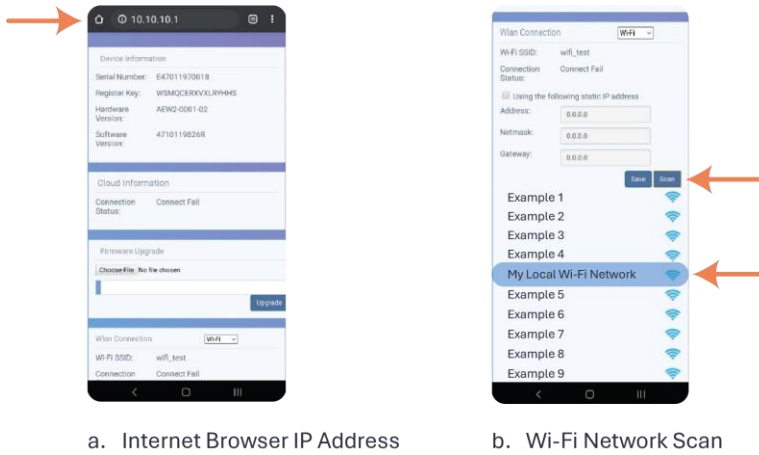 10.10.10.1
Device Information
Serial Number: E47011970018
Register Key: WSMQCERXVXLRYHHS
Hardware Version: AEW2-0001-02
Software Version: 4710119826R
Cloud Information
Connection Status: Connect Fail
Firmware Upgrade
Choose File No file chosen
Upgrade
Wlan Connection Wi-Fi
Wi-Fi SSID: wifi_test
Connection Connect Fail
a. Internet Browser IP Address
Wlan Connection Wi-Fi
Wi-Fi SSID: wifi_test
Connection Status: Connect Fail
Using the following static IP address
Address: 0.0.0.0
Netmask: 0.0.0.0
Gateway: 0.0.0.0
Save Scan
Example 1
Example 2
Example 3
Example 4
My Local Wi-Fi Network
Example 5
Example 6
Example 7
Example 8
Example 9
b. Wi-Fi Network Scan